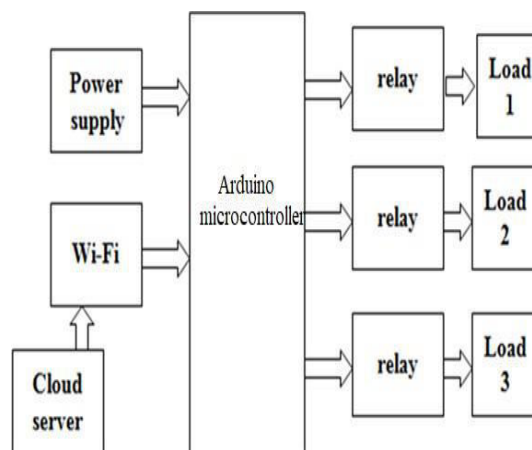 Power
supply
Wi-Fi
Cloud
server
Arduino
microcontroller
relay
Load
1
relay
Load
2
relay
Load
3